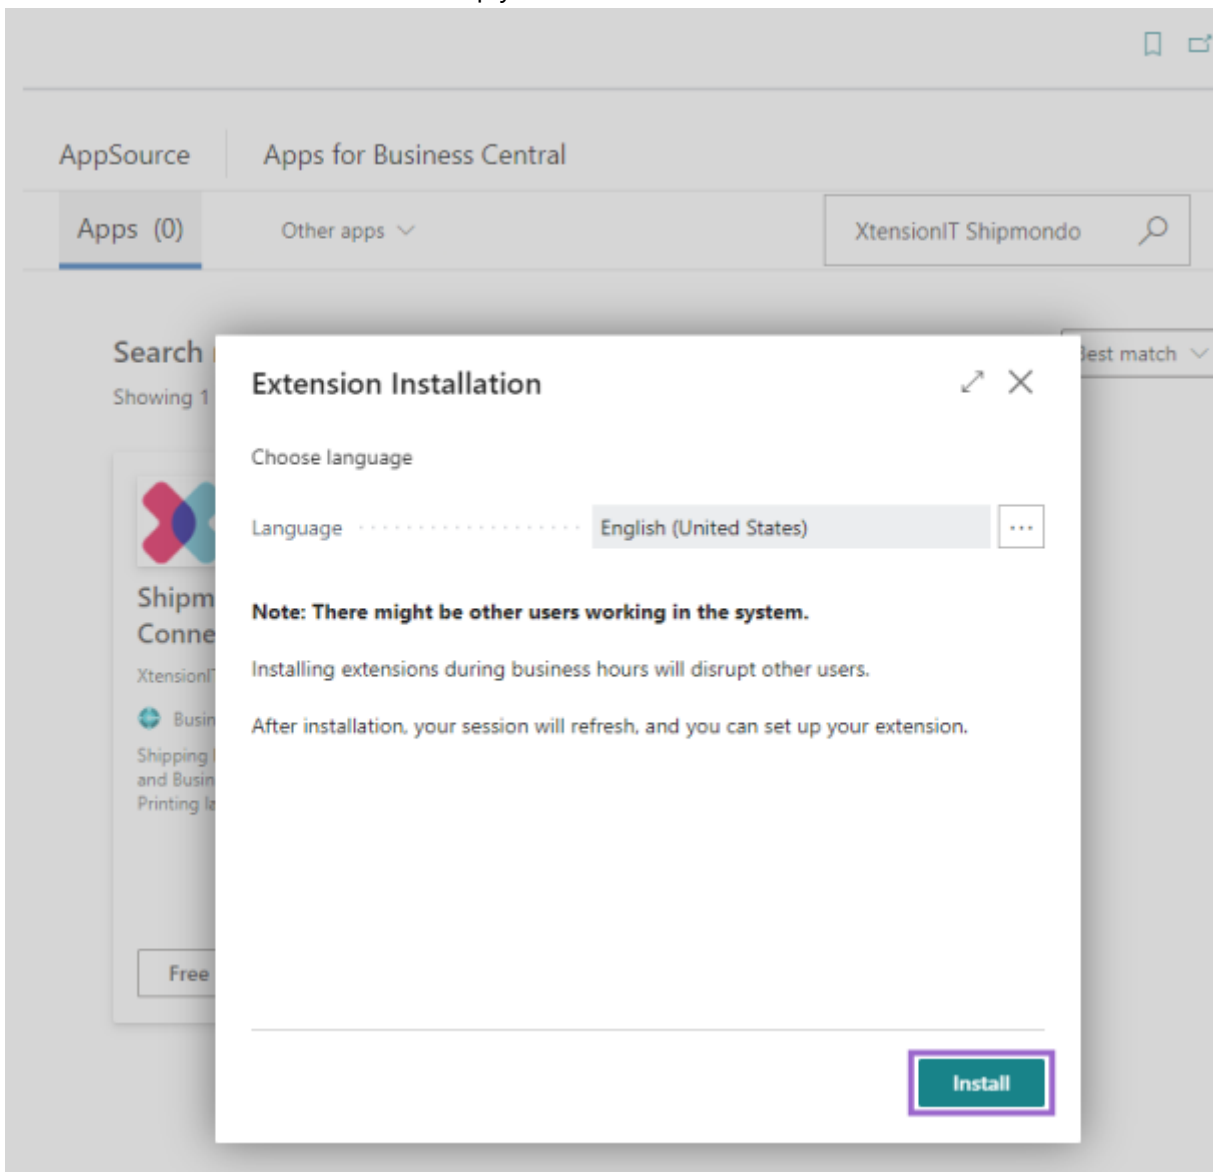 AppSource
Apps for Business Central
Apps (0)
Other apps
XtensionIT Shipmondo
Search
Best match
Showing 1
Extension Installation
Choose language
Language
English (United States)
Note: There might be other users working in the system.
Installing extensions during business hours will disrupt other users.
After installation, your session will refresh, and you can set up your extension.
Shipping
and
Printing
Free
Install